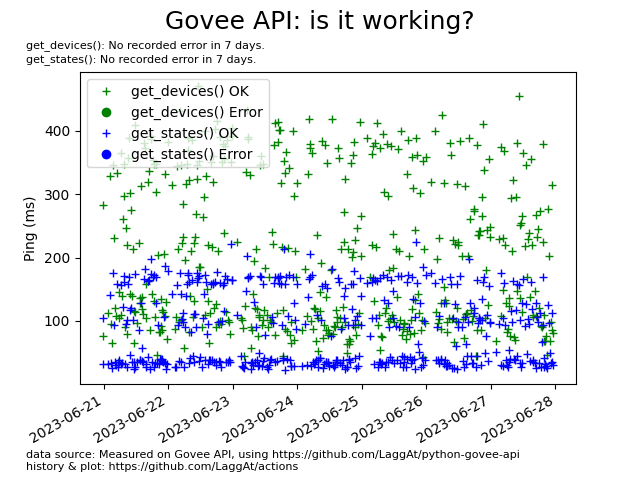 Govee API: is it working?
get_devices(): No recorded error in 7 days.
get_states(): No recorded error in 7 days.
get_devices() OK
get_devices() Error
get_states() OK
get_states() Error
Ping (ms)
400
300
200
100
2023-06-21
2023-06-22
2023-06-23
2023-06-24
2023-06-25
2023-06-26
2023-06-27
2023-06-28
data source: Measured on Govee API, using https://github.com/LaggAt/python-govee-api
history & plot: https://github.com/LaggAt/actions